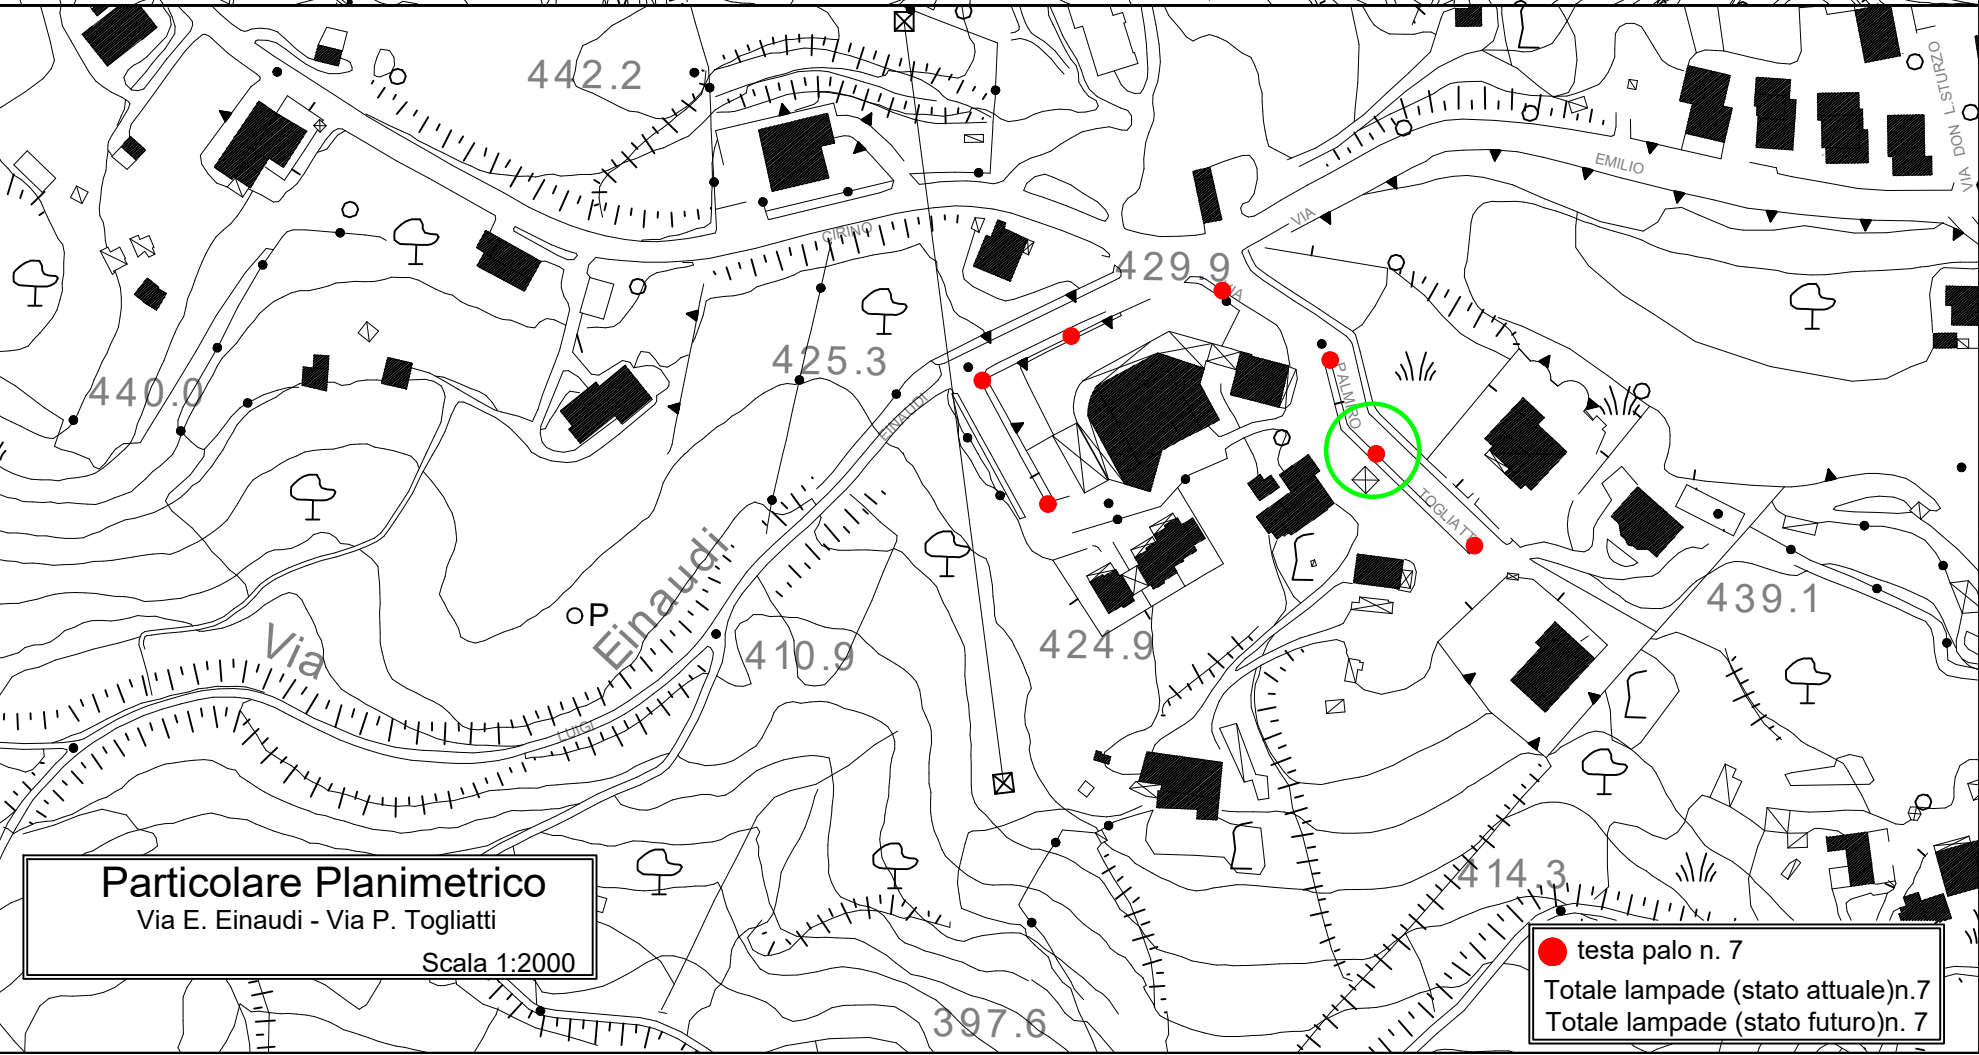 442.2
VIA DON L.STURZO
EMILIO
VIA
CIRINO
429.9
VIA
425.3
440.0
PALMIRO
EINAUDI
TOGLIATTI
Via Einaudi
P
439.1
424.9
410.9
LUIGI
414.3
397.6
Particolare Planimetrico
Via E. Einaudi - Via P. Togliatti
Scala 1:2000
testa palo n. 7
Totale lampade (stato attuale)n.7
Totale lampade (stato futuro)n. 7